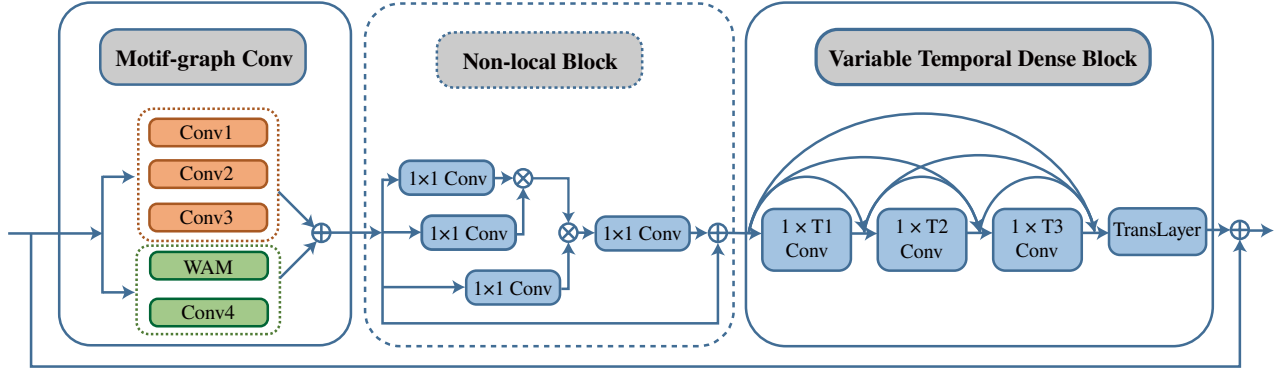 Motif-graph Conv
Conv1
Conv2
Conv3
WAM
Conv4
Non-local Block
1×1 Conv
1×1 Conv
1×1 Conv
1×1 Conv
Variable Temporal Dense Block
1 × T1
Conv
1 × T2
Conv
1 × T3
Conv
TransLayer